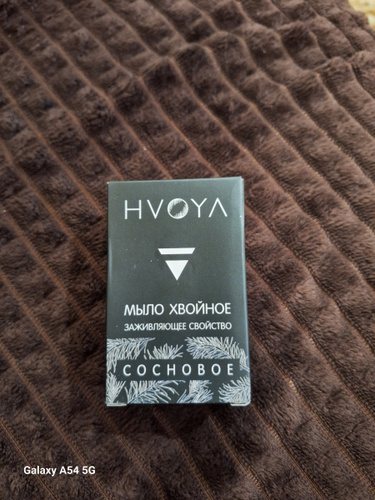 HVOYA
МЫЛО ХВОЙНОЕ
ЗАЖИВЛЯЮЩЕЕ СВОЙСТВО
СОСНОВОЕ
Galaxy A54 5G